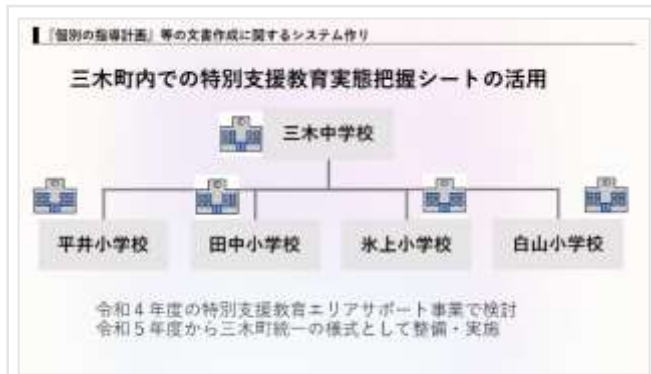 『個別の指導計画』等の文書作成に関するシステム作り
三木町内での特別支援教育実態把握シートの活用
三木中学校
平井小学校
田中小学校
氷上小学校
白山小学校
令和４年度の特別支援教育エリアサポート事業で検討
令和５年度から三木町統一の様式として整備・実施